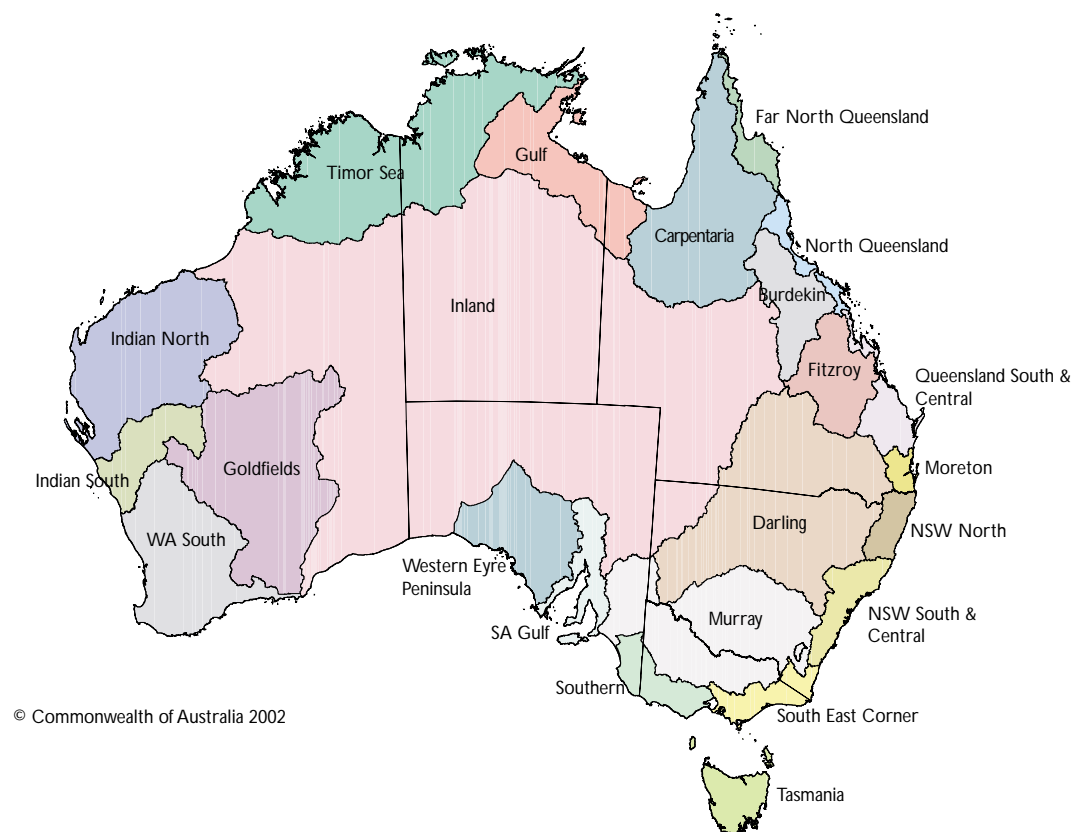 Far North Queensland
Gulf
Timor Sea
Carpentaria
North Queensland
Burdekin
Inland
Indian North
Fitzroy
Queensland South &
Central
Goldfields
Moreton
Indian South
Darling
NSW North
WA South
Western Eyre
Peninsula
Murray
NSW South &
Central
SA Gulf
Southern
© Commonwealth of Australia 2002
South East Corner
Tasmania